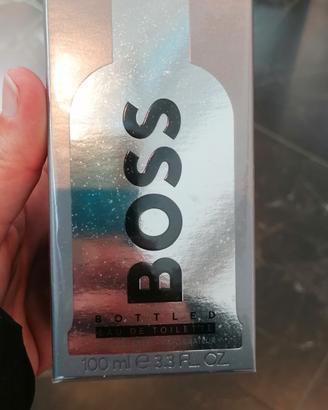 BOSS
BOTTLED
EAU DE TOILETTE
100 ml e 3.3 FL. OZ.